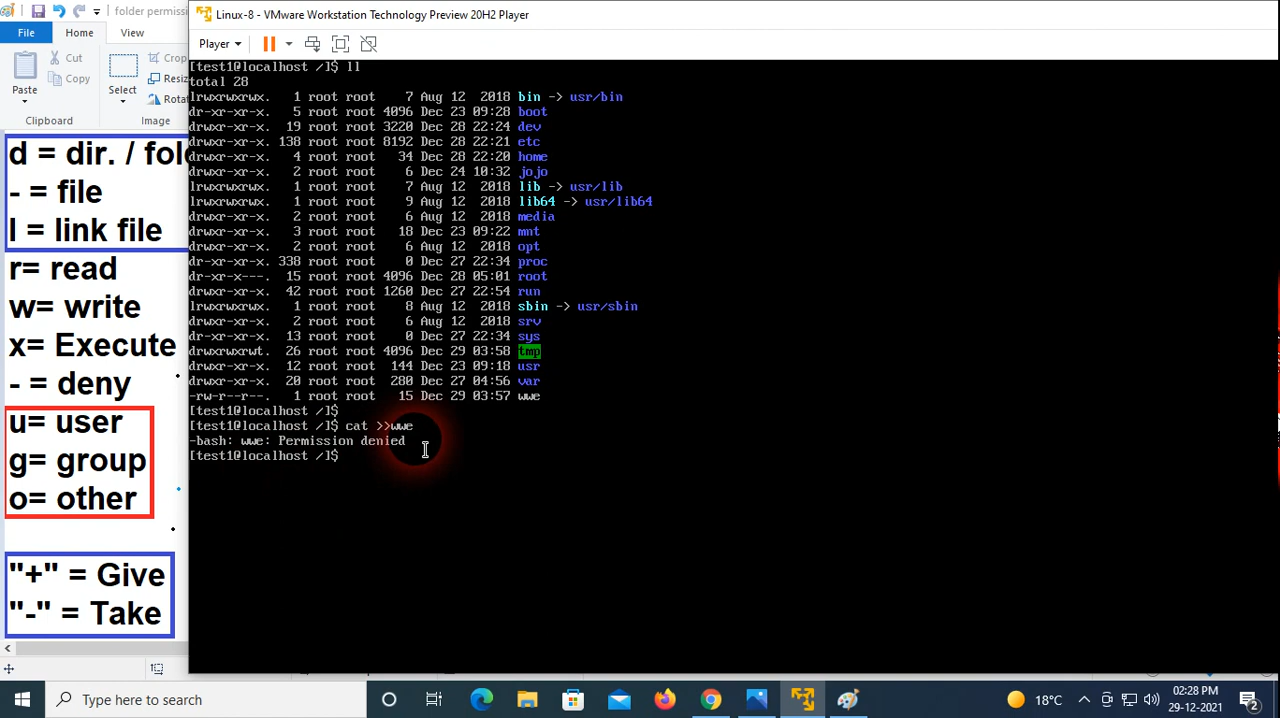 folder permissi
Linux-8 - VMware Workstation Technology Preview 20H2 Player
File
Home
View
Player
Paste
Cut
Copy
Select
Crop
Resiz
Rota
Clipboard
Image
d = dir. / fol
- = file
l = link file
r= read
w= write
x= Execute
- = deny
u= user
g= group
o= other
"+" = Give
"-" = Take
[test1@localhost /]$ ll
total 28
lrwxrwxrwx.   1 root root    7 Aug 12  2018 bin -> usr/bin
dr-xr-xr-x.   5 root root 4096 Dec 23 09:28 boot
drwxr-xr-x.  19 root root 3220 Dec 28 22:24 dev
drwxr-xr-x. 138 root root 8192 Dec 28 22:21 etc
drwxr-xr-x.   4 root root   34 Dec 28 22:20 home
drwxr-xr-x.   2 root root    6 Dec 24 10:32 jojo
lrwxrwxrwx.   1 root root    7 Aug 12  2018 lib -> usr/lib
lrwxrwxrwx.   1 root root    9 Aug 12  2018 lib64 -> usr/lib64
drwxr-xr-x.   2 root root    6 Aug 12  2018 media
drwxr-xr-x.   3 root root   18 Dec 23 09:22 mnt
drwxr-xr-x.   2 root root    6 Aug 12  2018 opt
dr-xr-xr-x. 338 root root    0 Dec 27 22:34 proc
dr-xr-x---.  15 root root 4096 Dec 28 05:01 root
drwxr-xr-x.  42 root root 1260 Dec 27 22:54 run
lrwxrwxrwx.   1 root root    8 Aug 12  2018 sbin -> usr/sbin
drwxr-xr-x.   2 root root    6 Aug 12  2018 srv
dr-xr-xr-x.  13 root root    0 Dec 27 22:34 sys
drwxrwxrwt.  26 root root 4096 Dec 29 03:58 tmp
drwxr-xr-x.  12 root root  144 Dec 23 09:18 usr
drwxr-xr-x.  20 root root  280 Dec 27 04:56 var
-rw-r--r--.   1 root root   15 Dec 29 03:57 wwe
[test1@localhost /]$
[test1@localhost /]$ cat >>wwe
-bash: wwe: Permission denied
[test1@localhost /]$
Type here to search
18°C
02:28 PM
29-12-2021
2